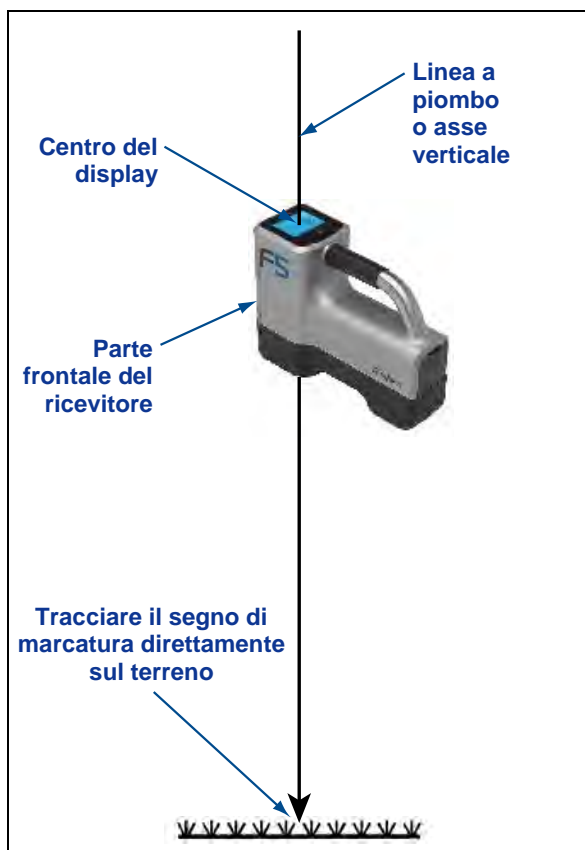 Linea a
piombo
o asse
verticale
Centro del
display
F5
Parte
frontale del
ricevitore
Tracciare il segno di
marcatura direttamente
sul terreno